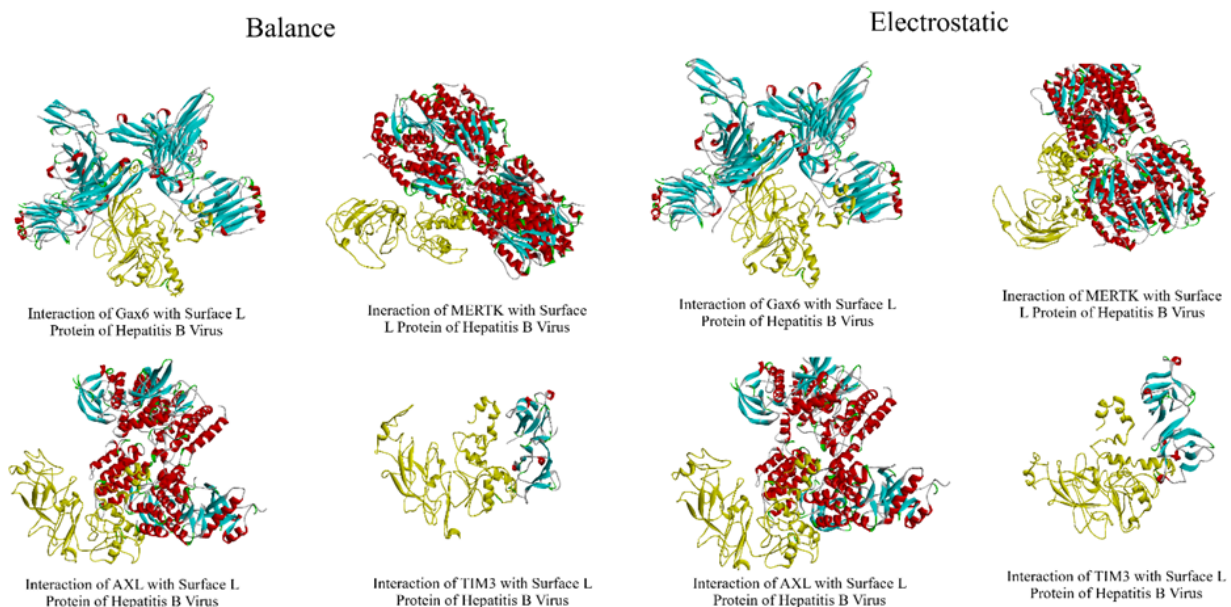 Balance
Electrostatic
Interaction of Gax6 with Surface L
Protein of Hepatitis B Virus
Ineraction of MERTK with Surface
L Protein of Hepatitis B Virus
Interaction of Gax6 with Surface L
Protein of Hepatitis B Virus
Ineraction of MERTK with Surface
L Protein of Hepatitis B Virus
Interaction of AXL with Surface L
Protein of Hepatitis B Virus
Interaction of TIM3 with Surface L
Protein of Hepatitis B Virus
Interaction of AXL with Surface L
Protein of Hepatitis B Virus
Interaction of TIM3 with Surface L
Protein of Hepatitis B Virus